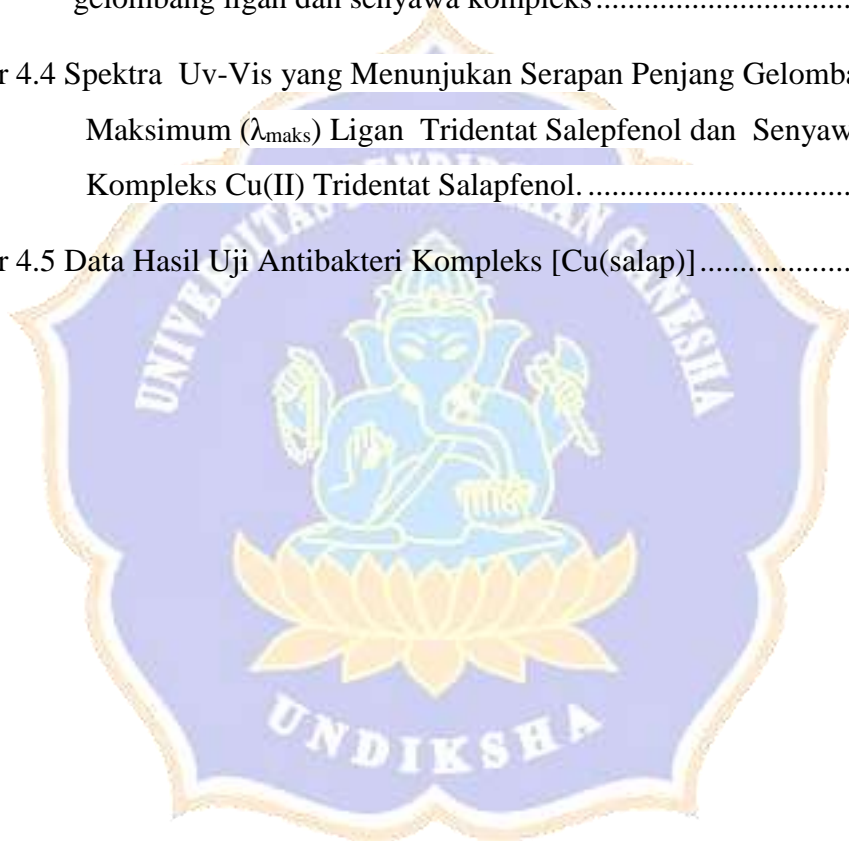 gelombang ligan dan senyawa kompleks................................
r 4.4 Spektra Uv-Vis yang Menunjukan Serapan Penjang Gelomba
Maksimum (λmaks) Ligan Tridentat Salepfenol dan Senyaw
Kompleks Cu(II) Tridentat Salapfenol. ................................
r 4.5 Data Hasil Uji Antibakteri Kompleks [Cu(salap)]...................
UNIVERSITAS PENDIDIKAN GANESHA
UNDIKSHA